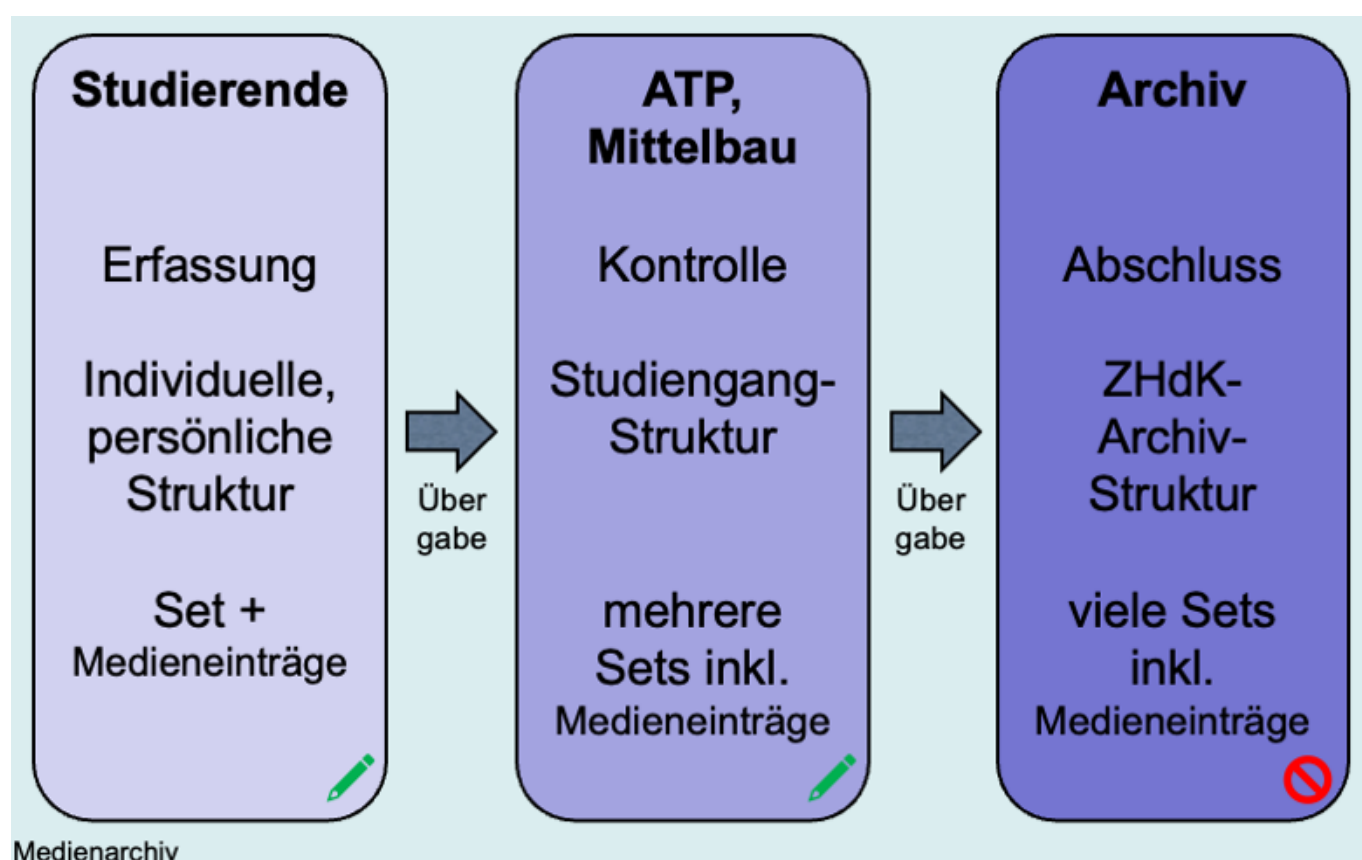 Studierende
Erfassung
Individuelle,
persönliche
Struktur
Set +
Medieneinträge
Über
gabe
ATP,
Mittelbau
Kontrolle
Studiengang-
Struktur
mehrere
Sets inkl.
Medieneinträge
Über
gabe
Archiv
Abschluss
ZHdK-
Archiv-
Struktur
viele Sets
inkl.
Medieneinträge
Medienarchiv